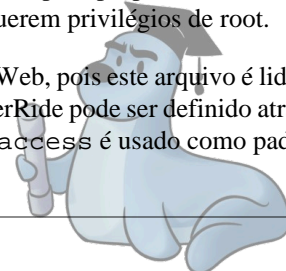 querem privilégios de root.
Web, pois este arquivo é lid
erRide pode ser definido atr
access é usado como pad